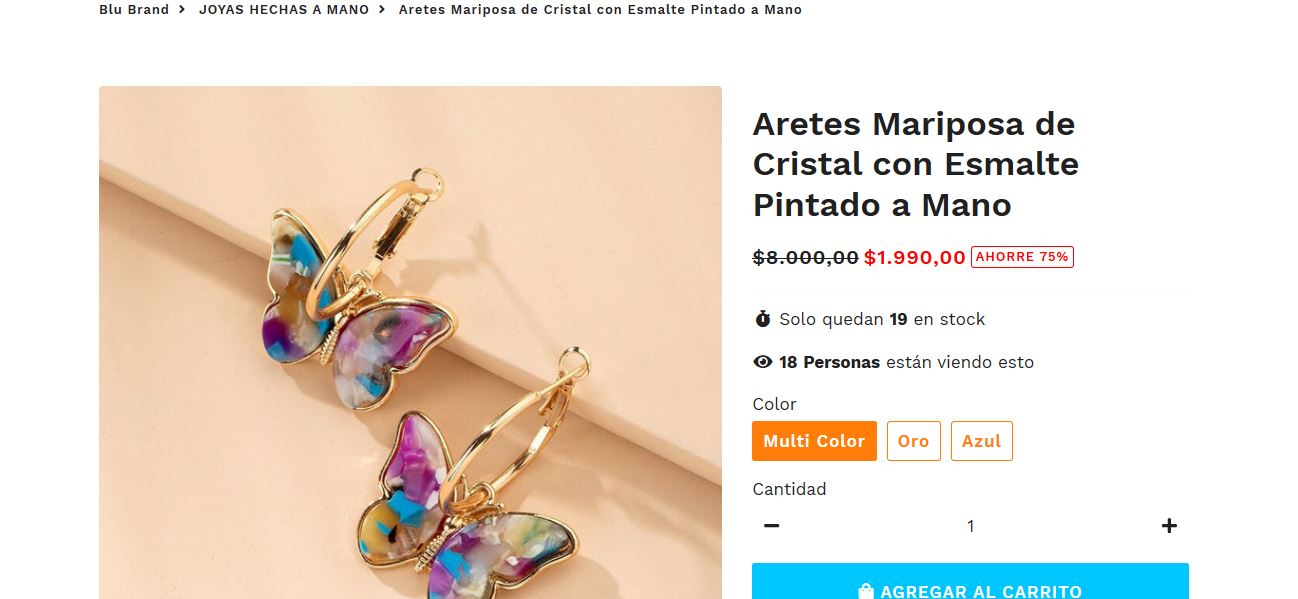 Blu Brand > JOYAS HECHAS A MANO > Aretes Mariposa de Cristal con Esmalte Pintado a Mano
Aretes Mariposa de
Cristal con Esmalte
Pintado a Mano
$8.000,00 $1.990,00 AHORRE 75%
Solo quedan 19 en stock
18 Personas están viendo esto
Color
Multi Color Oro Azul
Cantidad
1
AGREGAR AL CARRITO